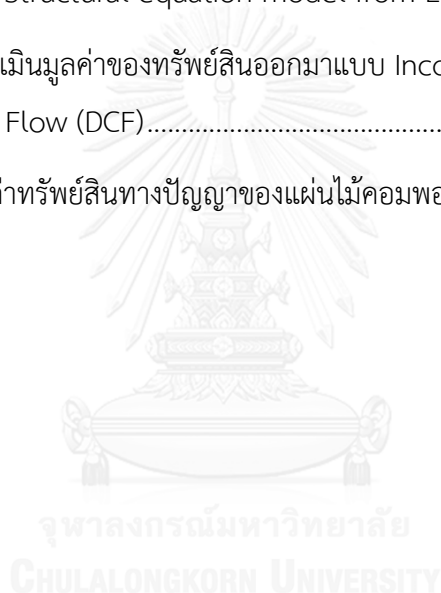 Structural equation model from
เมินมูลค่าของทรัพย์สินออกมาแบบ Inco
Flow (DCF)
ค่าทรัพย์สินทางปัญญาของแผ่นไม้คอมพอ
จุฬาลงกรณ์มหาวิทยาลัย
CHULALONGKORN UNIVERSITY